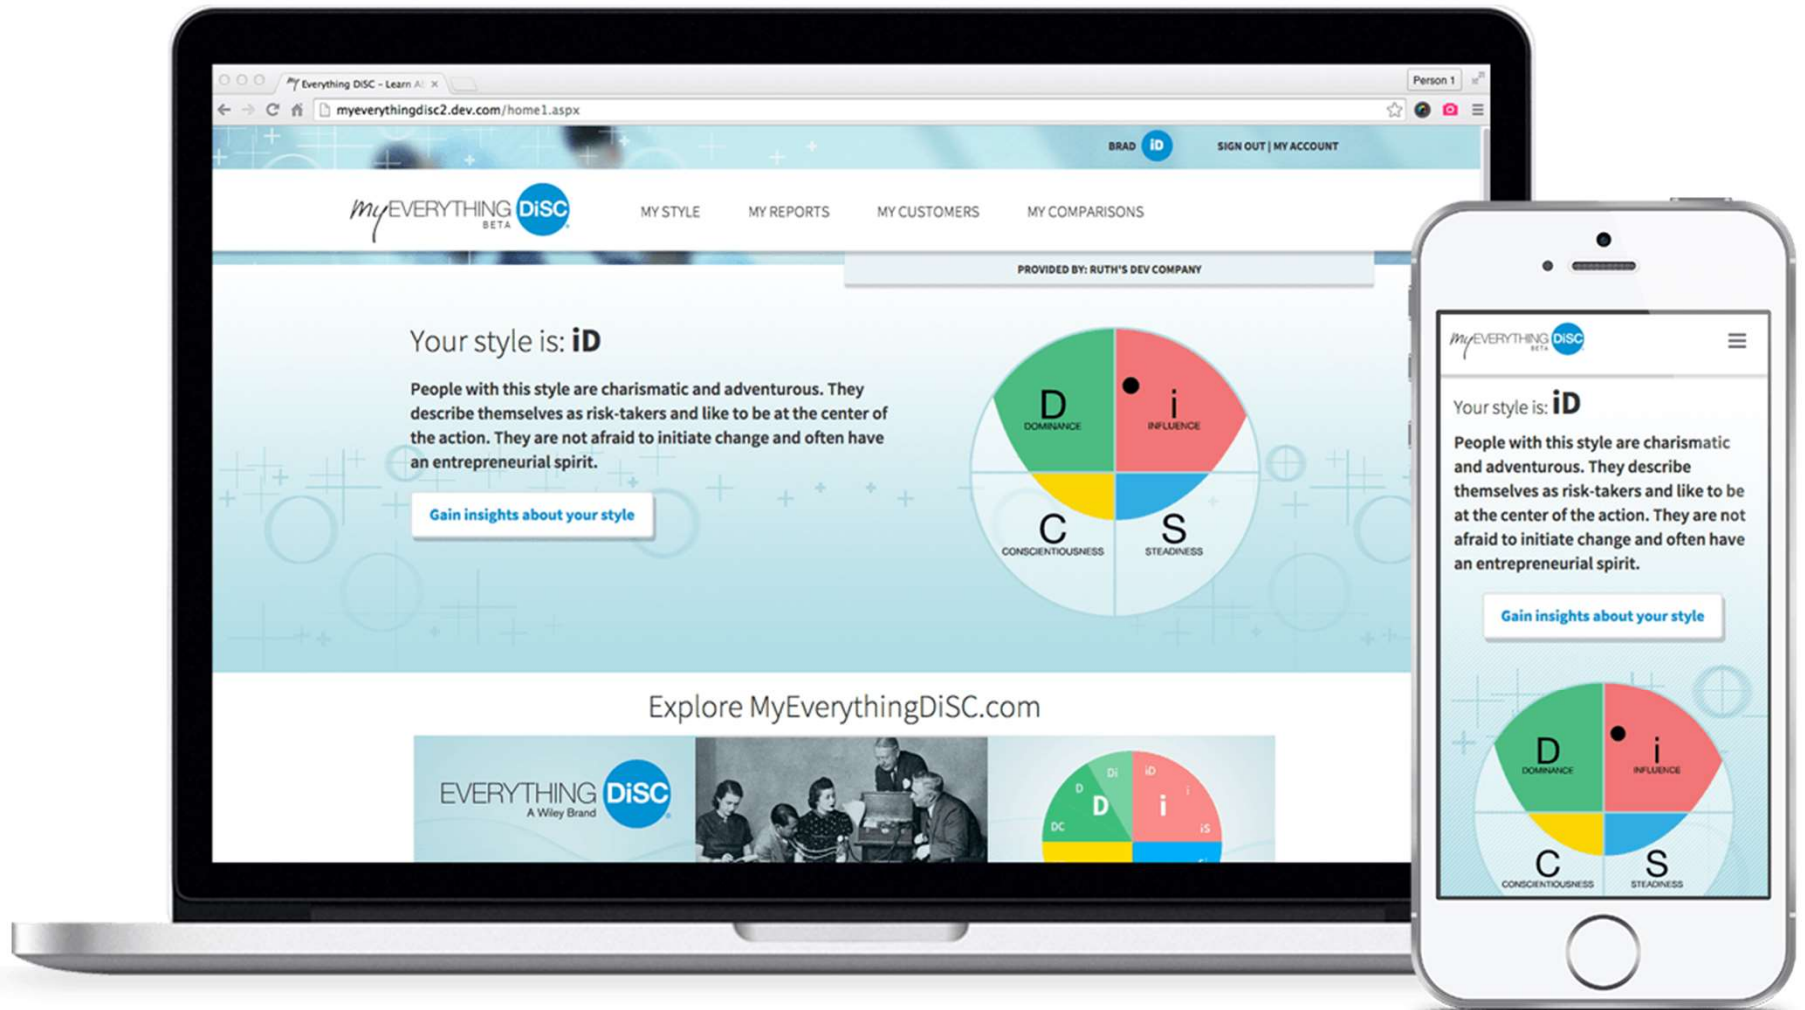 My Everything DiSC - Learn A
Person 1
myeverythingdisc2.dev.com/home1.aspx
BRAD iD SIGN OUT | MY ACCOUNT
MyEVERYTHING DiSC
BETA
MY STYLE MY REPORTS MY CUSTOMERS MY COMPARISONS
PROVIDED BY: RUTH'S DEV COMPANY
Your style is: iD
People with this style are charismatic and adventurous. They
describe themselves as risk-takers and like to be at the center of
the action. They are not afraid to initiate change and often have
an entrepreneurial spirit.
Gain insights about your style
D i
DOMINANCE INFLUENCE
C S
CONSCIENTIOUSNESS STEADINESS
Explore MyEverythingDiSC.com
EVERYTHING DiSC
A Wiley Brand
Di iD
D i
D i
DC iS
MyEVERYTHING DiSC
BETA
Your style is: iD
People with this style are charismatic
and adventurous. They describe
themselves as risk-takers and like to be
at the center of the action. They are not
afraid to initiate change and often have
an entrepreneurial spirit.
Gain insights about your style
D i
DOMINANCE INFLUENCE
C S
CONSCIENTIOUSNESS STEADINESS